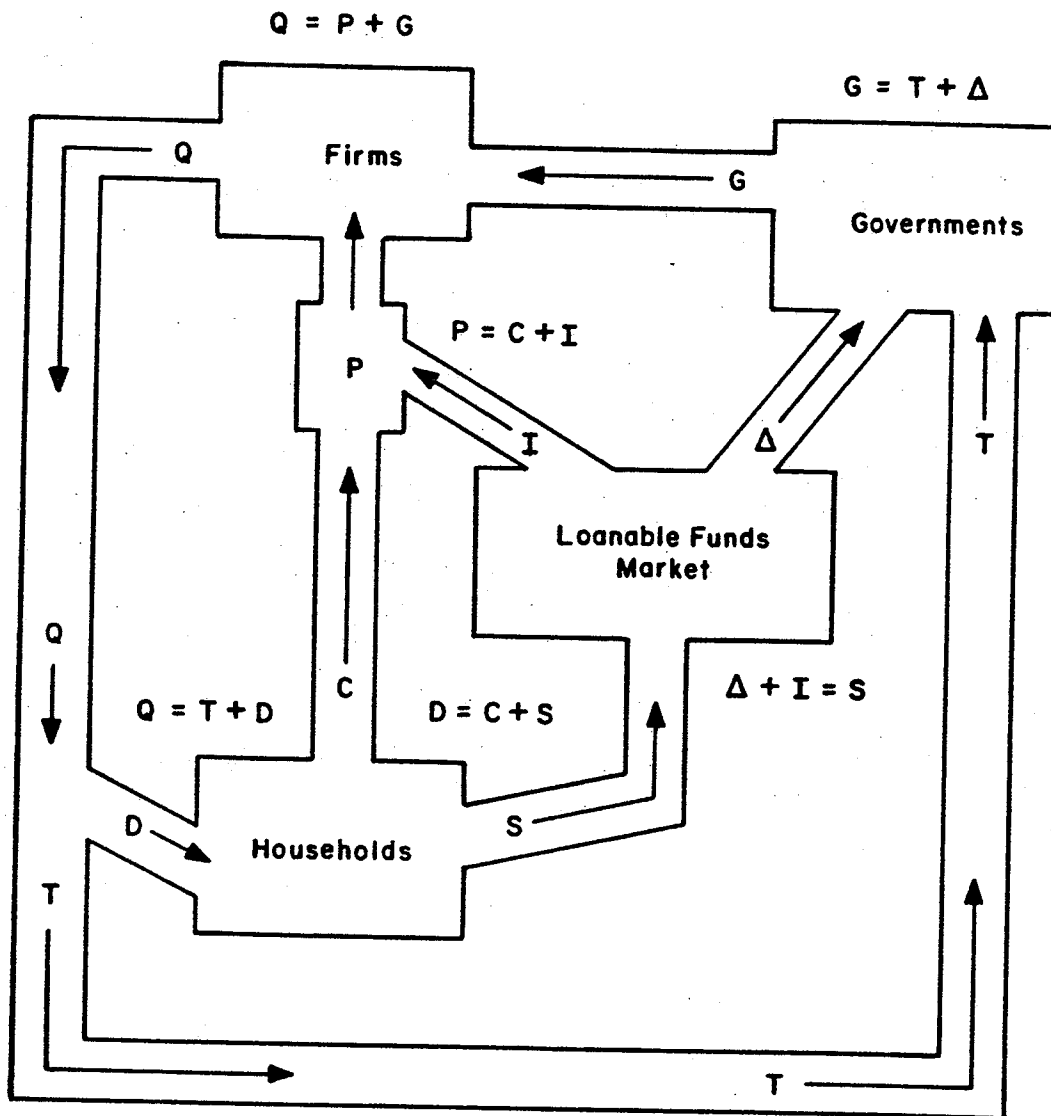 Q = P + G
G = T + Δ
Q
Firms
G
Governments
P = C + I
P
I
Δ
T
Loanable Funds
Market
Q
C
Q = T + D
D = C + S
Δ + I = S
D
S
Households
T
T